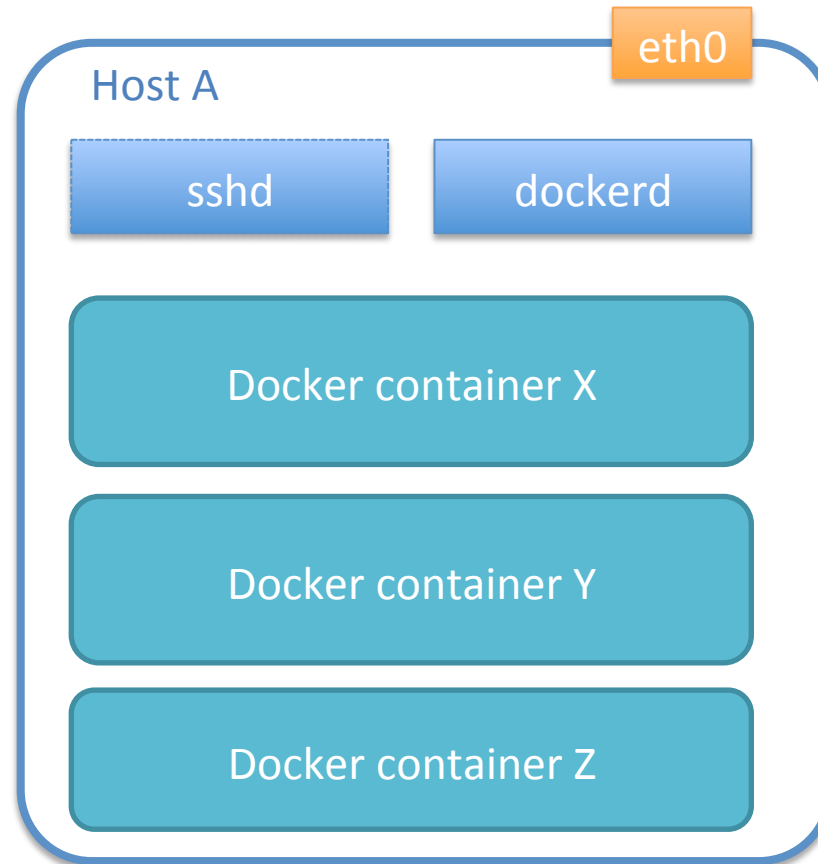 eth0
Host A
sshd
dockerd
Docker container X
Docker container Y
Docker container Z